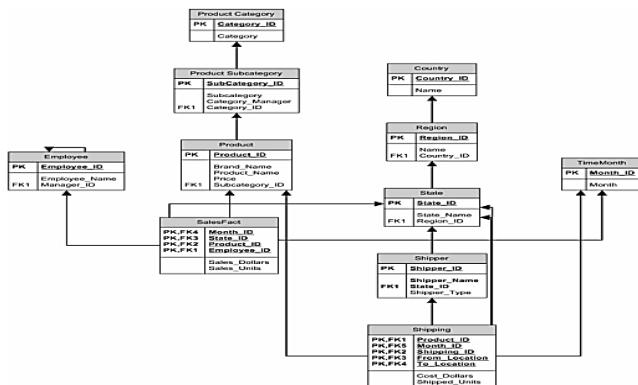 Product Category
PK Category_ID
Category
Product Subcategory
PK SubCategory_ID
Subcategory
Category_Manager
FK1 Category_ID
Product
PK Product_ID
Brand_Name
Product_Name
Price
FK1 Subcategory_ID
Employee
PK Employee_ID
Employee_Name
FK1 Manager_ID
SalesFact
PK,FK4 Month_ID
PK,FK3 State_ID
PK,FK2 Product_ID
PK,FK1 Employee_ID
Sales_Dollars
Sales_Units
Country
PK Country_ID
Name
Region
PK Region_ID
Name
FK1 Country_ID
State
PK State_ID
State_Name
FK1 Region_ID
TimeMonth
PK Month_ID
Month
Shipper
PK Shipper_ID
Shipper_Name
FK1 State_ID
Shipper_Type
Shipping
PK,FK1 Product_ID
PK,FK5 Month_ID
PK,FK2 Shipping_ID
PK,FK3 From_Location
PK,FK4 To_Location
Cost_Dollars
Shipped_Units